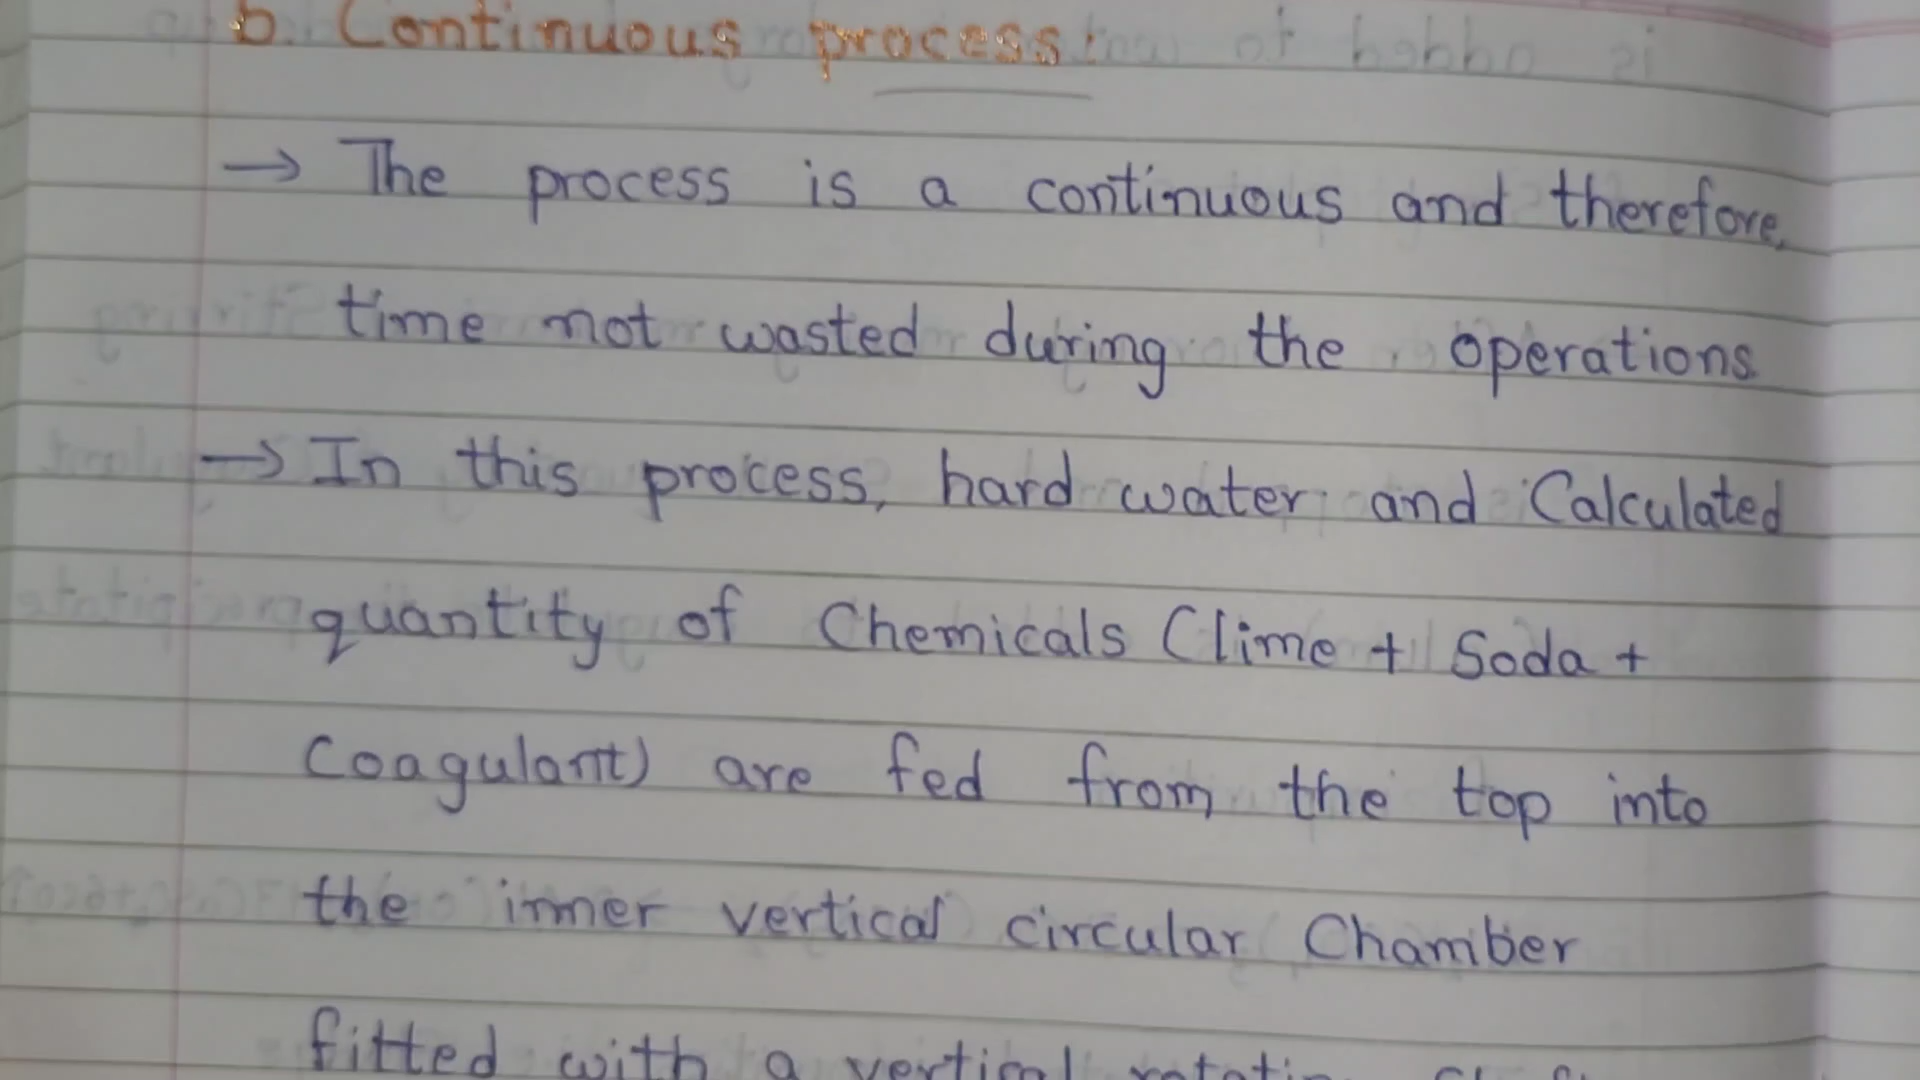 b. Continuous process:
→ The process is a continuous and therefore,
time not wasted during the operations.
→ In this process, hard water and Calculated
quantity of Chemicals (lime + Soda +
Coagulant) are fed from the top into
the inner vertical circular Chamber
fitted with a vertical